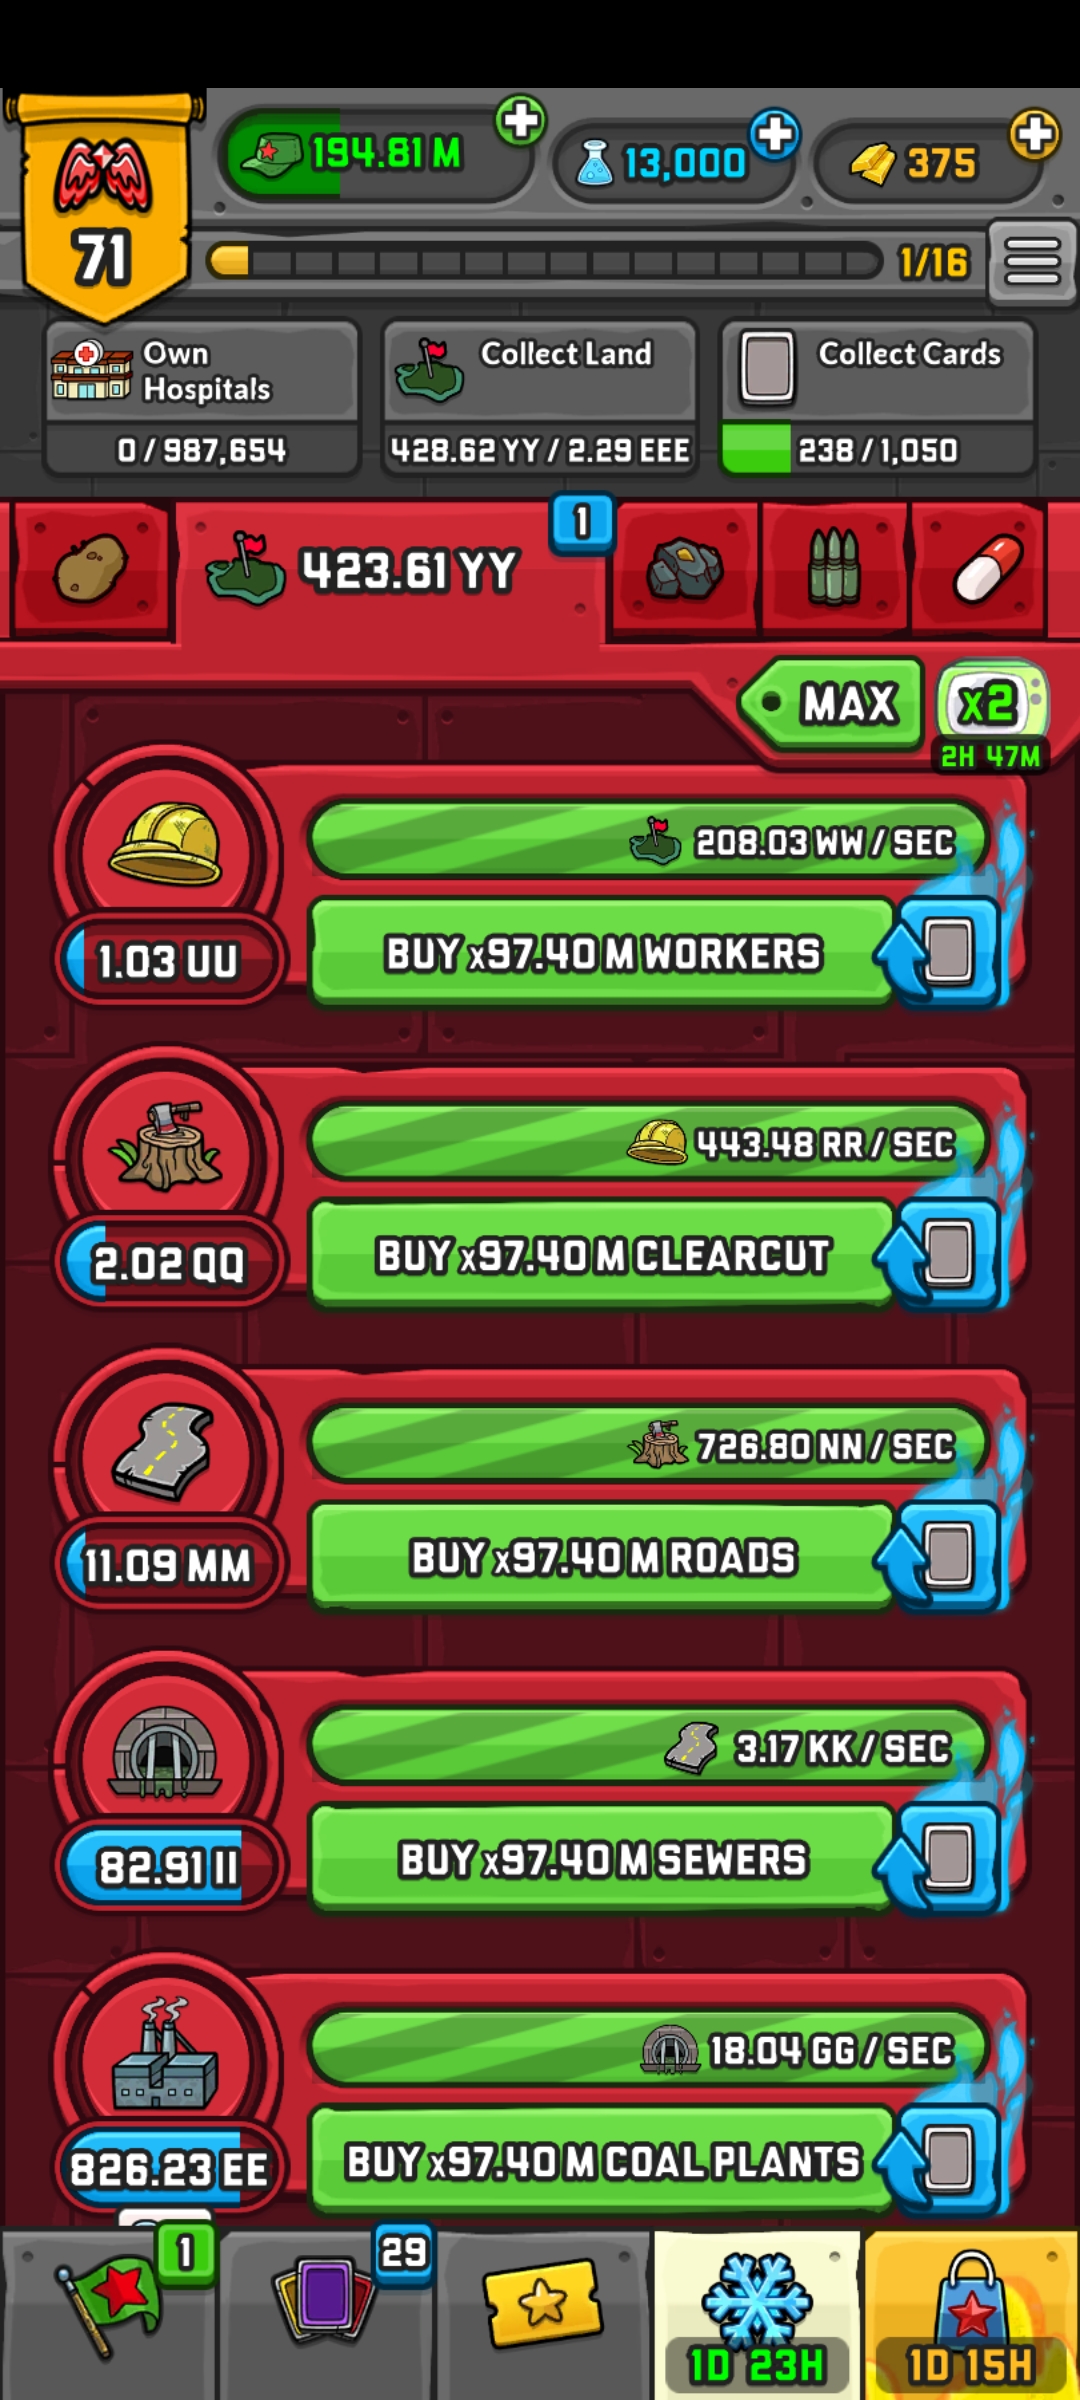 194.81 M
13,000
375
71
1/16
Own
Hospitals
0 / 987,654
Collect Land
428.62 YY / 2.29 EEE
Collect Cards
238 / 1,050
423.61 YY
1
MAX
x2
2H 47M
208.03 WW / SEC
1.03 UU
BUY x97.40 M WORKERS
443.48 RR / SEC
2.02 QQ
BUY x97.40 M CLEARCUT
726.80 NN / SEC
11.09 MM
BUY x97.40 M ROADS
3.17 KK / SEC
82.91 II
BUY x97.40 M SEWERS
18.04 GG / SEC
826.23 EE
BUY x97.40 M COAL PLANTS
1
29
1D 23H
1D 15H